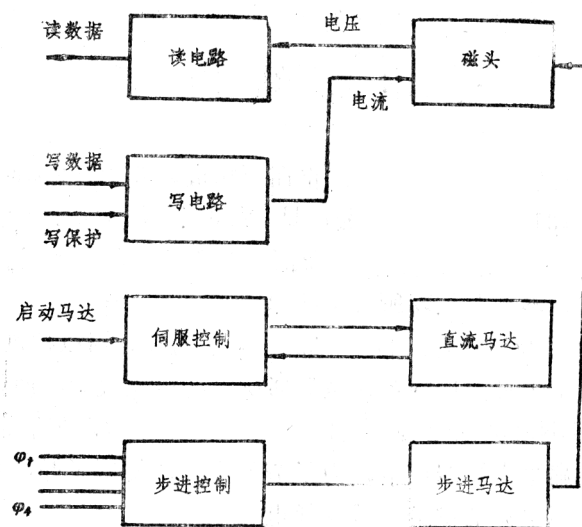 读数据
读电路
电压
磁头
电流
写数据
写电路
写保护
启动马达
伺服控制
直流马达
φ1
步进控制
步进马达
φ4